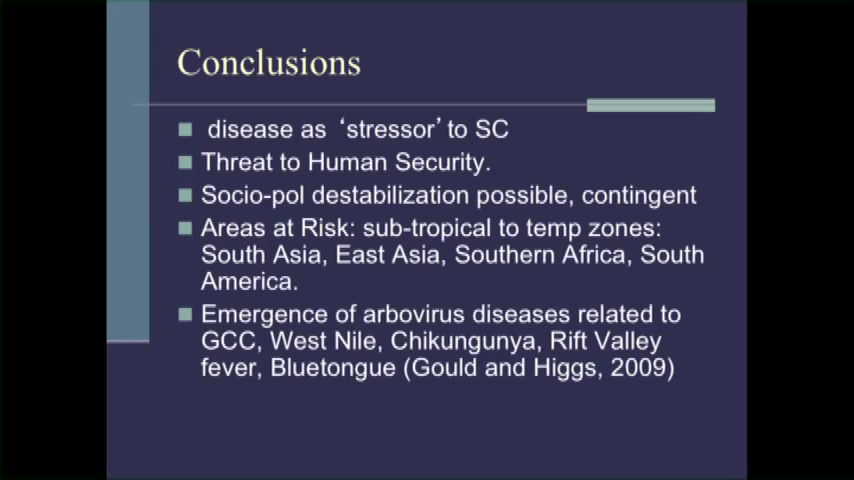 Conclusions
disease as ‘stressor’ to SC
Threat to Human Security.
Socio-pol destabilization possible, contingent
Areas at Risk: sub-tropical to temp zones:
South Asia, East Asia, Southern Africa, South
America.
Emergence of arbovirus diseases related to
GCC, West Nile, Chikungunya, Rift Valley
fever, Bluetongue (Gould and Higgs, 2009)